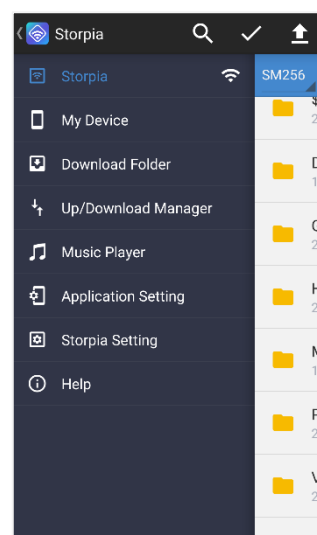 Storpia
Storpia
SM256
My Device
Download Folder
Up/Download Manager
Music Player
Application Setting
Storpia Setting
Help